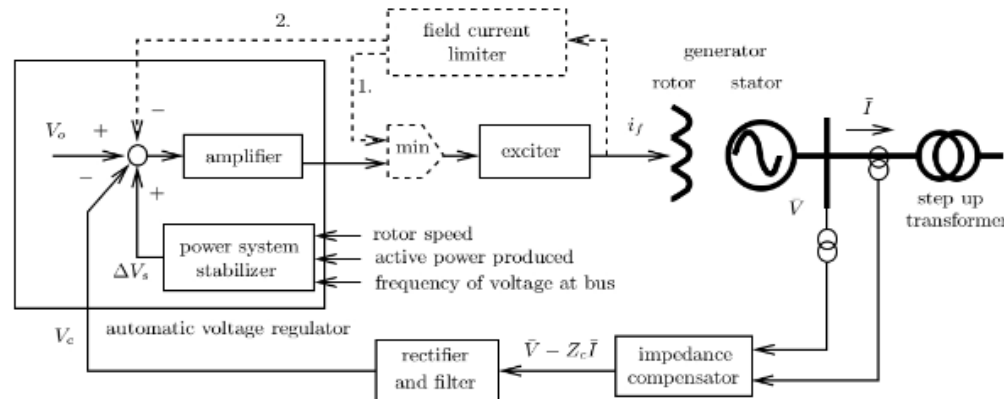 2.
field current
limiter
generator
rotor
stator
1.
V_o
+
−
−
+
amplifier
min
exciter
i_f
Ī
V̄
step up
transformer
power system
stabilizer
rotor speed
active power produced
frequency of voltage at bus
ΔV_s
V_c
automatic voltage regulator
rectifier
and filter
V̄ − Z_c Ī
impedance
compensator